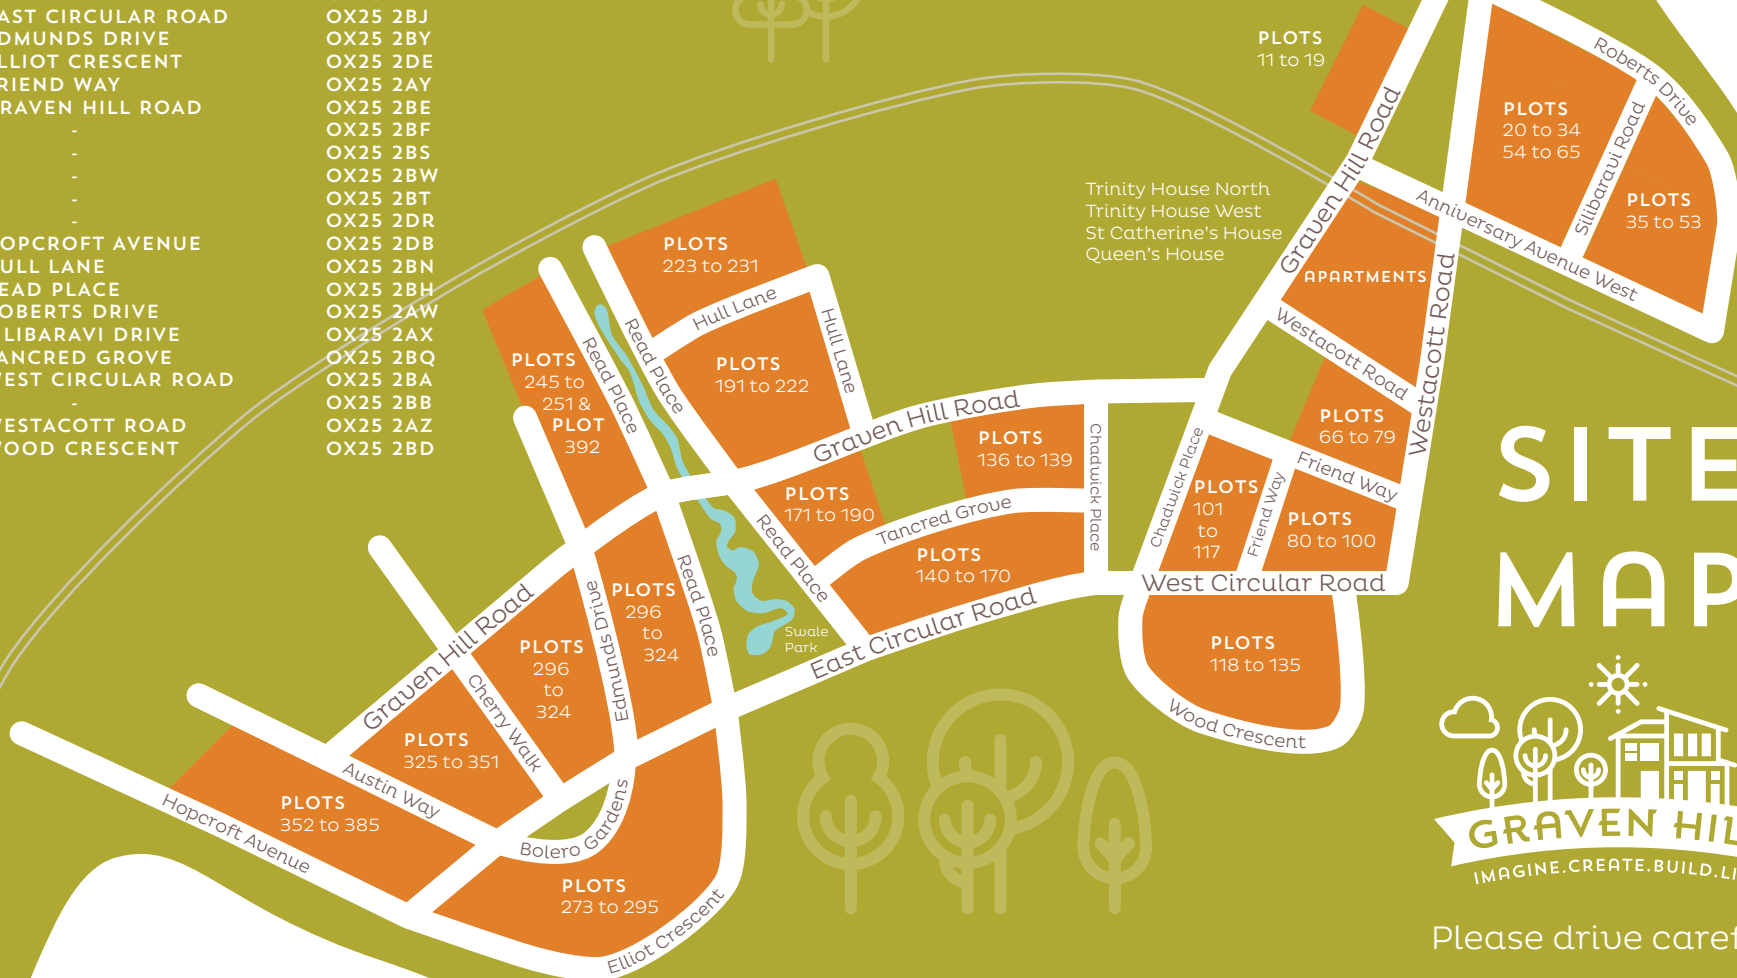 AST CIRCULAR ROAD OX25 2BJ
DMUNDS DRIVE OX25 2BY
LLIOT CRESCENT OX25 2DE
RIEND WAY OX25 2AY
RAVEN HILL ROAD OX25 2BE
- OX25 2BF
- OX25 2BS
- OX25 2BW
- OX25 2BT
- OX25 2DR
OPCROFT AVENUE OX25 2DB
ULL LANE OX25 2BN
EAD PLACE OX25 2BH
OBERTS DRIVE OX25 2AW
LIBARAVI DRIVE OX25 2AX
ANCRED GROVE OX25 2BQ
EST CIRCULAR ROAD OX25 2BA
- OX25 2BB
ESTACOTT ROAD OX25 2AZ
OOD CRESCENT OX25 2BD
PLOTS
11 to 19
Roberts Drive
PLOTS
20 to 34
54 to 65
Silibaravi Road
PLOTS
35 to 53
Graven Hill Road
Anniversary Avenue West
Trinity House North
Trinity House West
St Catherine's House
Queen's House
APARTMENTS
Westacott Road
Westacott Road
PLOTS
66 to 79
Friend Way
PLOTS
223 to 231
Hull Lane
Hull Lane
Read Place
Read Place
PLOTS
245 to
251 &
PLOT
392
PLOTS
191 to 222
Graven Hill Road
PLOTS
136 to 139
Chadwick Place
Chadwick Place
PLOTS
101
to
117
Friend Way
PLOTS
80 to 100
PLOTS
171 to 190
Tancred Grove
Read Place
PLOTS
140 to 170
West Circular Road
East Circular Road
Swale
Park
PLOTS
118 to 135
Wood Crescent
Read Place
PLOTS
296
to
324
Edmunds Drive
PLOTS
296
to
324
Graven Hill Road
Cherry Walk
PLOTS
325 to 351
Austin Way
PLOTS
352 to 385
Hopcroft Avenue
Bolero Gardens
PLOTS
273 to 295
Elliot Crescent
SITE
MAP
GRAVEN HIL
IMAGINE.CREATE.BUILD.LI
Please drive caref